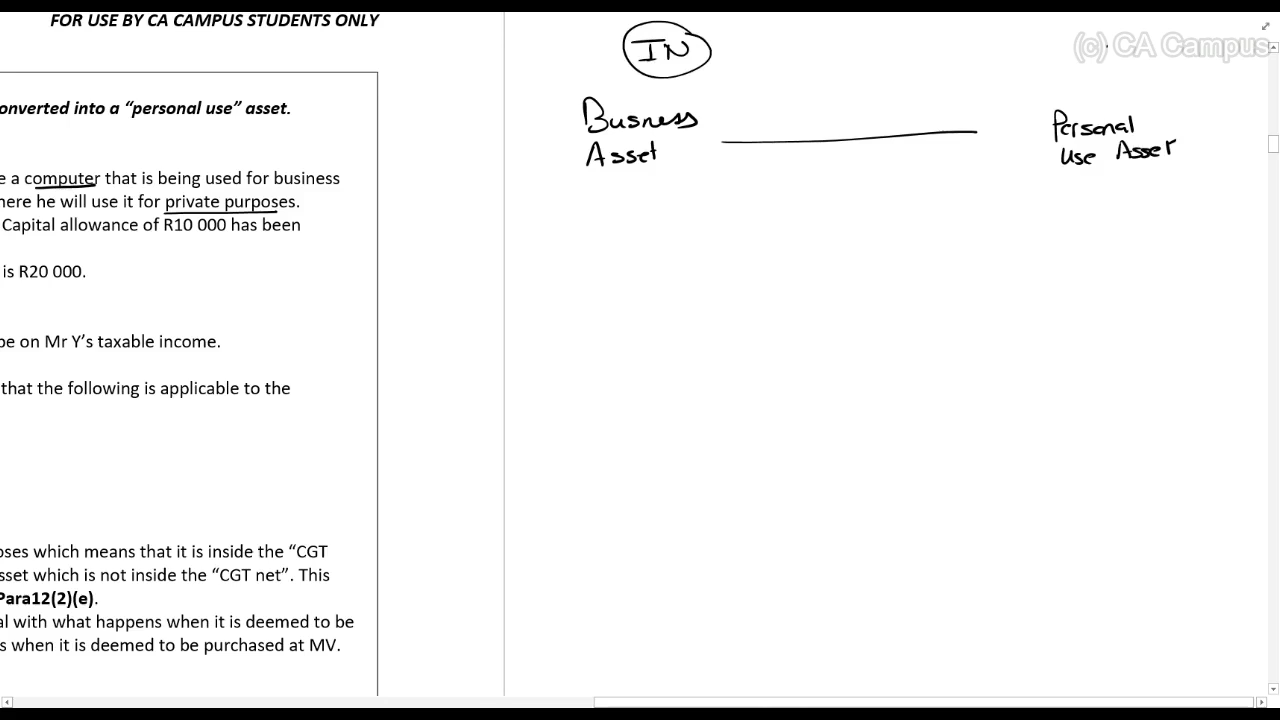 FOR USE BY CA CAMPUS STUDENTS ONLY
onverted into a “personal use” asset.
e a computer that is being used for business
here he will use it for private purposes.
Capital allowance of R10 000 has been
is R20 000.
be on Mr Y’s taxable income.
that the following is applicable to the
oses which means that it is inside the “CGT
sset which is not inside the “CGT net”. This
Para12(2)(e).
al with what happens when it is deemed to be
s when it is deemed to be purchased at MV.
IN
(c) CA Campus
Busness
Asset
Personal
Use Asset